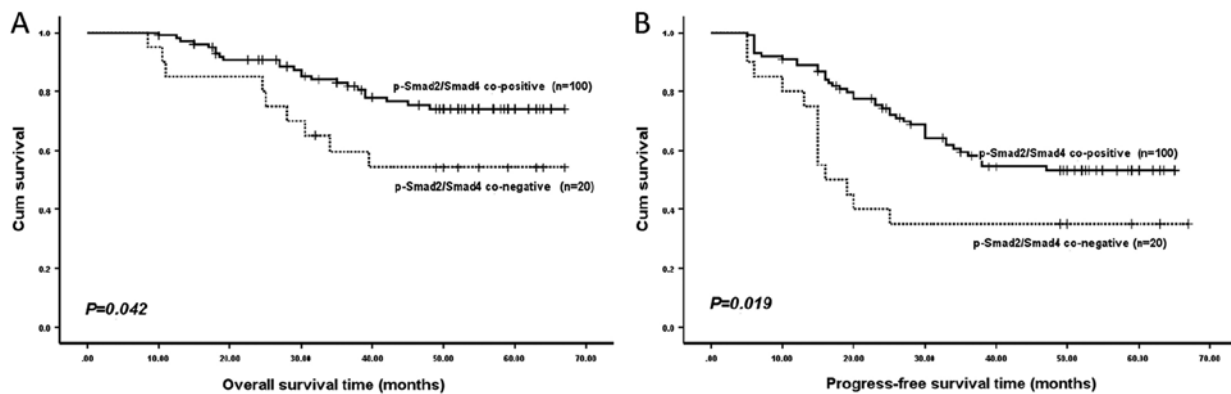 A
Cum survival
1.0
0.8
0.6
0.4
0.2
0.0
p-Smad2/Smad4 co-positive (n=100)
p-Smad2/Smad4 co-negative (n=20)
P=0.042
.00 10.00 20.00 30.00 40.00 50.00 60.00 70.00
Overall survival time (months)
B
Cum survival
1.0
0.8
0.6
0.4
0.2
0.0
p-Smad2/Smad4 co-positive (n=100)
p-Smad2/Smad4 co-negative (n=20)
P=0.019
.00 10.00 20.00 30.00 40.00 50.00 60.00 70.00
Progress-free survival time (months)